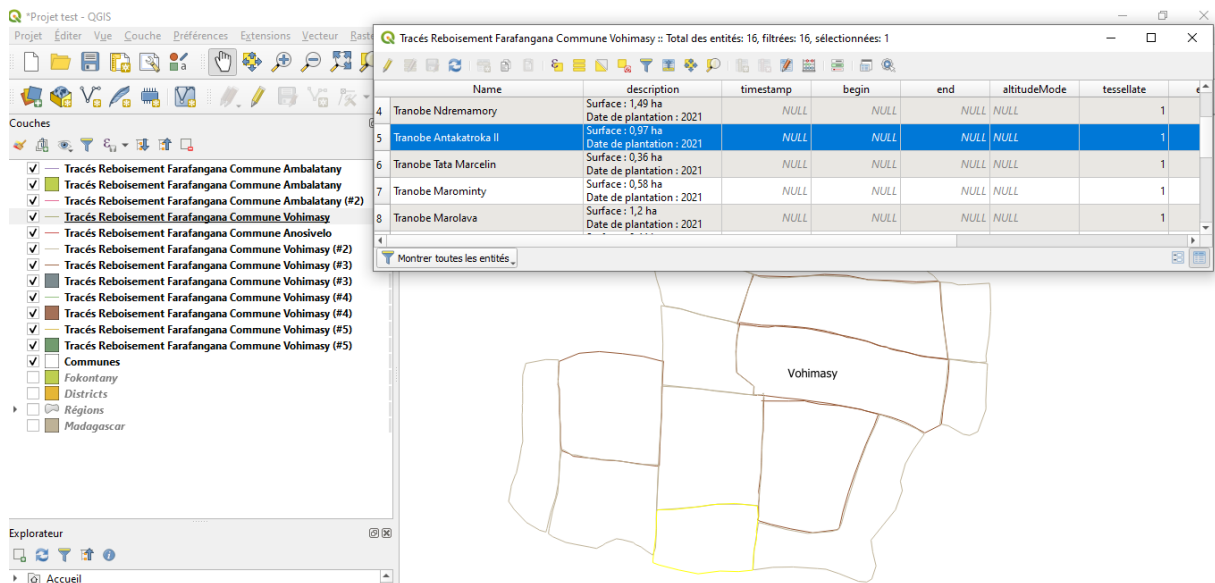 *Projet test - QGIS
Projet Éditer Vue Couche Préférences Extensions Vecteur Raste
Tracés Reboisement Farafangana Commune Vohimasy :: Total des entités: 16, filtrées: 16, sélectionnées: 1
Name description timestamp begin end altitudeMode tessellate e
4 Tranobe Ndremamory Surface : 1,49 ha NULL NULL NULL NULL 1
Date de plantation : 2021
5 Tranobe Antakatroka II Surface : 0,97 ha NULL NULL NULL NULL 1
Date de plantation : 2021
6 Tranobe Tata Marcelin Surface : 0,36 ha NULL NULL NULL NULL 1
Date de plantation : 2021
7 Tranobe Marominty Surface : 0,58 ha NULL NULL NULL NULL 1
Date de plantation : 2021
8 Tranobe Marolava Surface : 1,2 ha NULL NULL NULL NULL 1
Date de plantation : 2021
Montrer toutes les entités
Couches
Tracés Reboisement Farafangana Commune Ambalatany
Tracés Reboisement Farafangana Commune Ambalatany
Tracés Reboisement Farafangana Commune Ambalatany (#2)
Tracés Reboisement Farafangana Commune Vohimasy
Tracés Reboisement Farafangana Commune Anosivelo
Tracés Reboisement Farafangana Commune Vohimasy (#2)
Tracés Reboisement Farafangana Commune Vohimasy (#3)
Tracés Reboisement Farafangana Commune Vohimasy (#3)
Tracés Reboisement Farafangana Commune Vohimasy (#4)
Tracés Reboisement Farafangana Commune Vohimasy (#4)
Tracés Reboisement Farafangana Commune Vohimasy (#5)
Tracés Reboisement Farafangana Commune Vohimasy (#5)
Communes
Fokontany
Districts
Régions
Madagascar
Vohimasy
Explorateur
Accueil